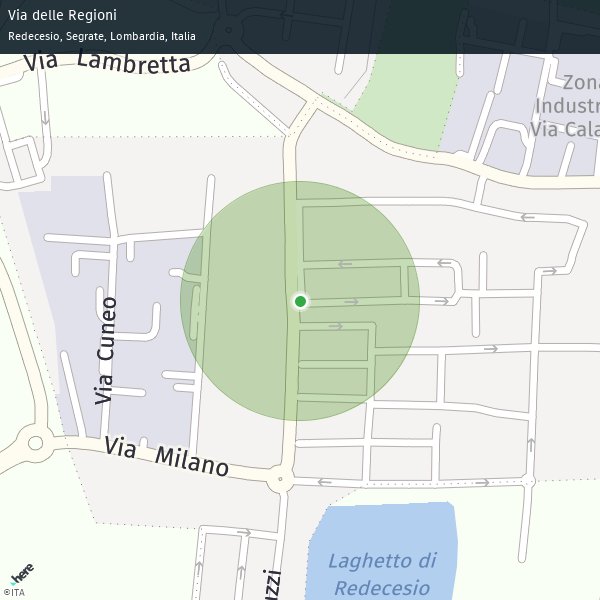 Via delle Regioni
Redecesio, Segrate, Lombardia, Italia
Via Lambretta
Zona
Industr
Via Cala
Via Cuneo
Via Milano
Laghetto di
Redecesio
azzi
here
©ITA